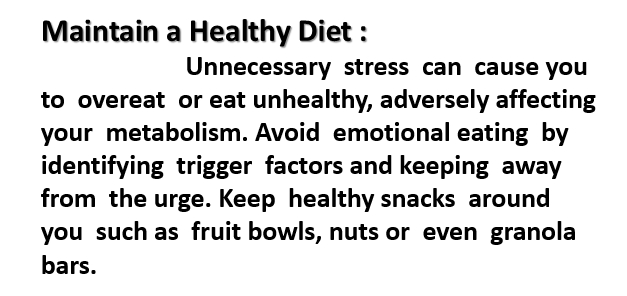 Maintain a Healthy Diet :
Unnecessary stress can cause you
to overeat or eat unhealthy, adversely affecting
your metabolism. Avoid emotional eating by
identifying trigger factors and keeping away
from the urge. Keep healthy snacks around
you such as fruit bowls, nuts or even granola
bars.